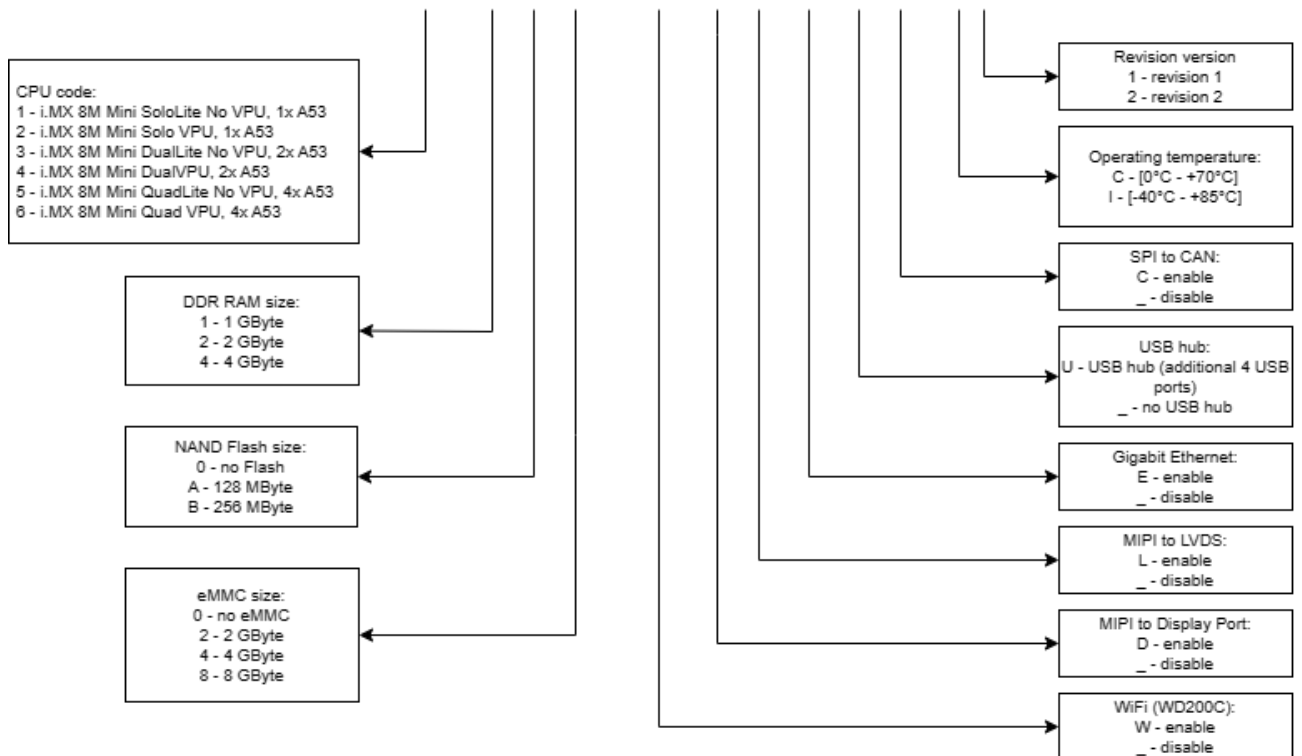 CPU code:
1 - i.MX 8M Mini SoloLite No VPU, 1x A53
2 - i.MX 8M Mini Solo VPU, 1x A53
3 - i.MX 8M Mini DualLite No VPU, 2x A53
4 - i.MX 8M Mini DualVPU, 2x A53
5 - i.MX 8M Mini QuadLite No VPU, 4x A53
6 - i.MX 8M Mini Quad VPU, 4x A53
DDR RAM size:
1 - 1 GByte
2 - 2 GByte
4 - 4 GByte
NAND Flash size:
0 - no Flash
A - 128 MByte
B - 256 MByte
eMMC size:
0 - no eMMC
2 - 2 GByte
4 - 4 GByte
8 - 8 GByte
Revision version
1 - revision 1
2 - revision 2
Operating temperature:
C - [0°C - +70°C]
I - [-40°C - +85°C]
SPI to CAN:
C - enable
_ - disable
USB hub:
U - USB hub (additional 4 USB
ports)
_ - no USB hub
Gigabit Ethernet:
E - enable
_ - disable
MIPI to LVDS:
L - enable
_ - disable
MIPI to Display Port:
D - enable
_ - disable
WiFi (WD200C):
W - enable
_ - disable